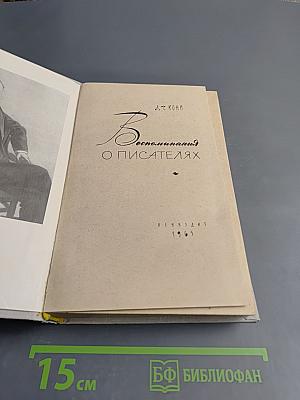 А.Ф. КОНИ
Воспоминания
О ПИСАТЕЛЯХ
ЛЕНИЗДАТ
1965
15 см
БФ БИБЛИОФАН